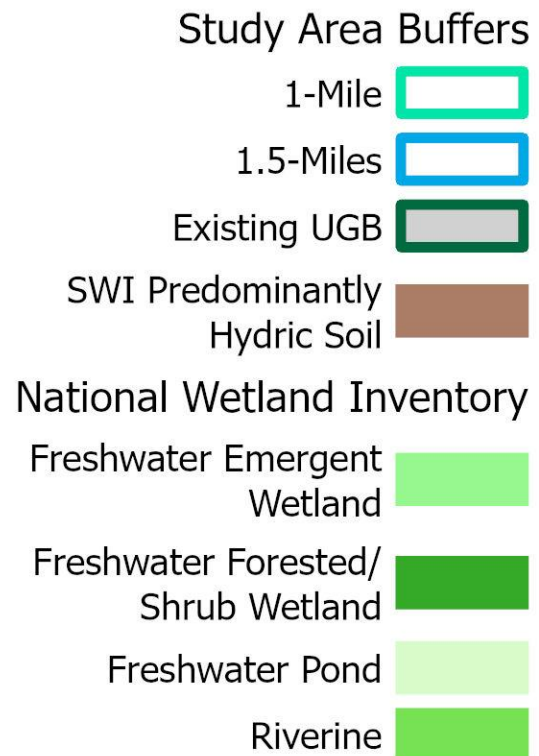 Study Area Buffers
1-Mile
1.5-Miles
Existing UGB
SWI Predominantly
Hydric Soil
National Wetland Inventory
Freshwater Emergent
Wetland
Freshwater Forested/
Shrub Wetland
Freshwater Pond
Riverine